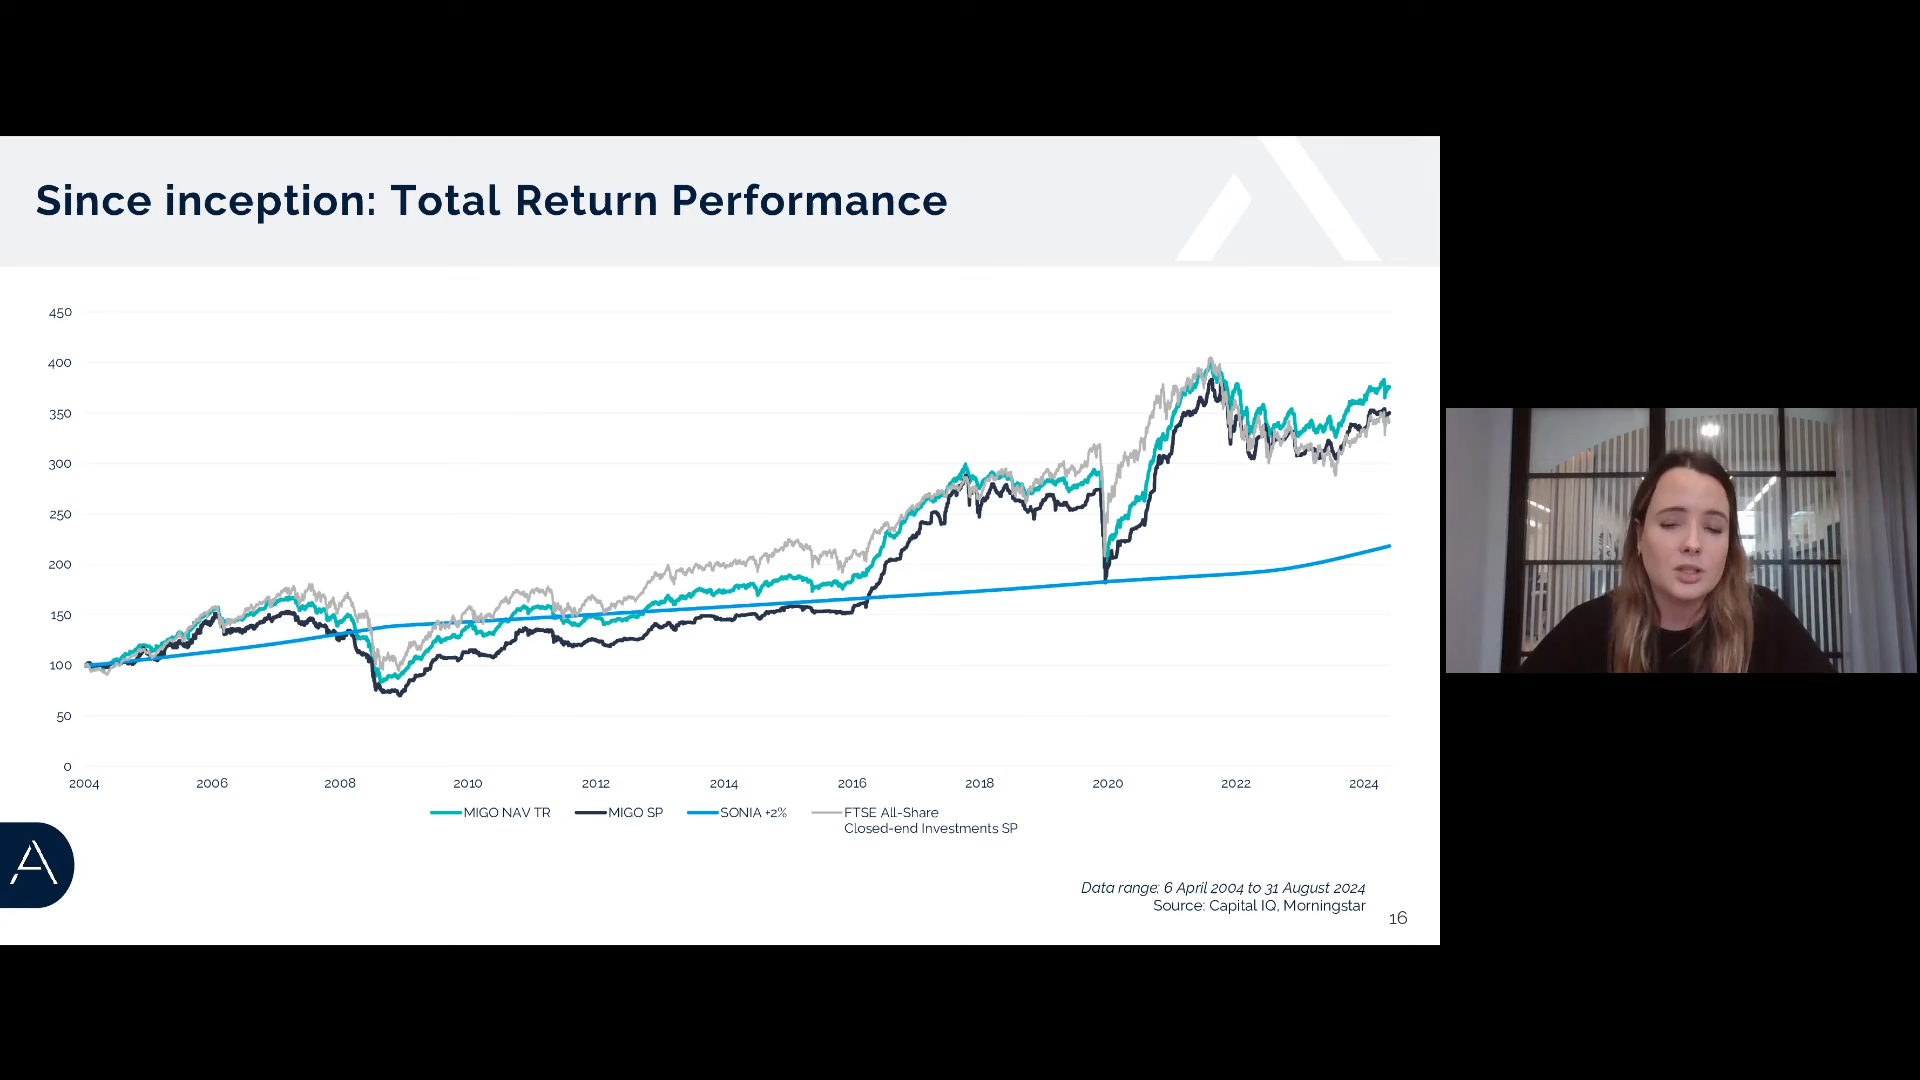 Since inception: Total Return Performance
450
400
350
300
250
200
150
100
50
0
2004 2006 2008 2010 2012 2014 2016 2018 2020 2022 2024
MIGO NAV TR MIGO SP SONIA +2% FTSE All-Share
Closed-end Investments SP
Data range: 6 April 2004 to 31 August 2024
Source: Capital IQ, Morningstar
16